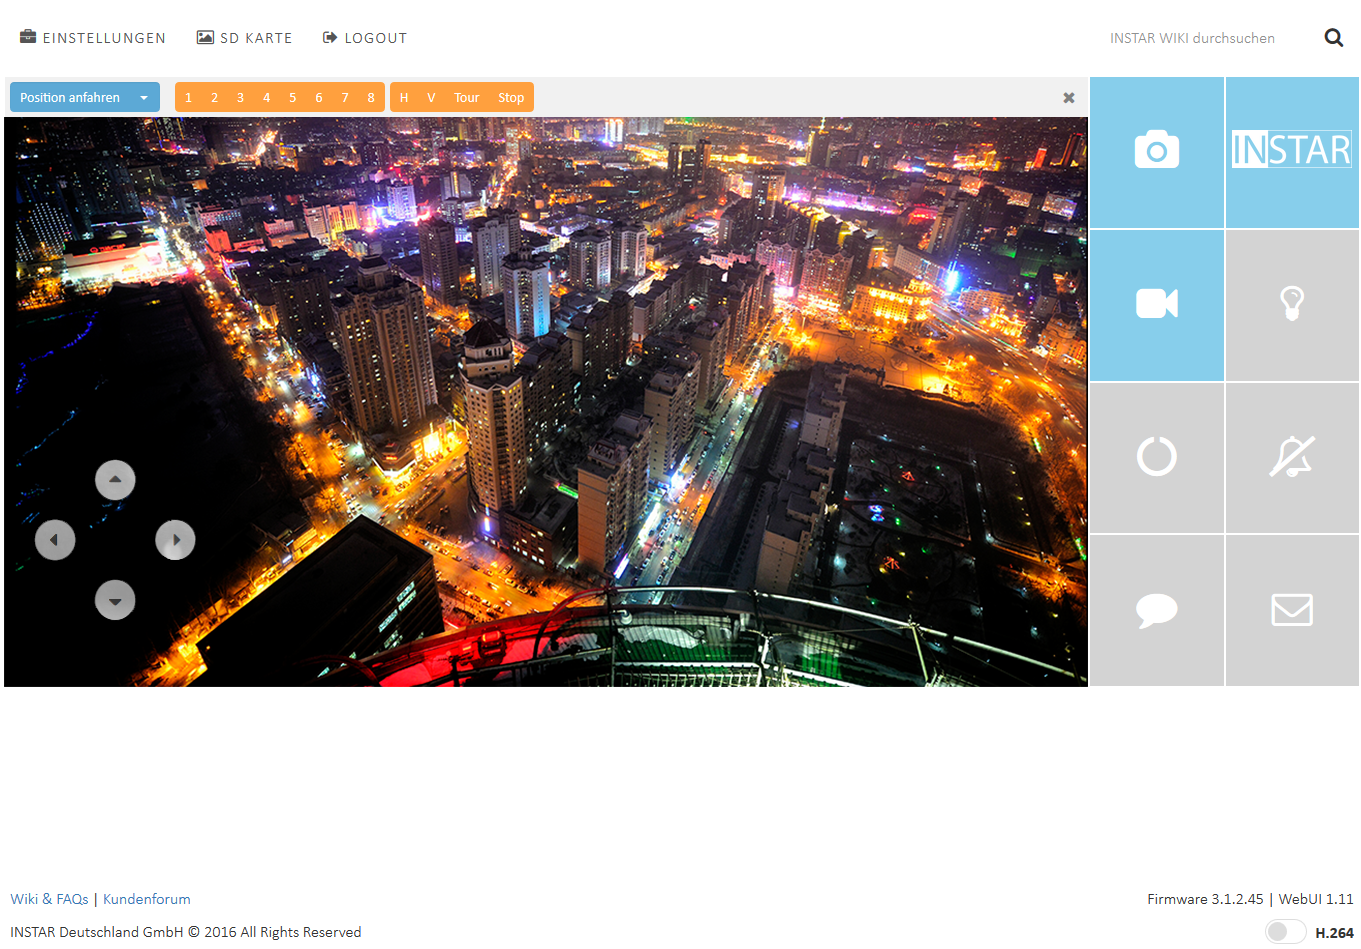 EINSTELLUNGEN SD KARTE LOGOUT INSTAR WIKI durchsuchen
Position anfahren 1 2 3 4 5 6 7 8 H V Tour Stop
INSTAR
Wiki & FAQs | Kundenforum
Firmware 3.1.2.45 | WebUI 1.11
INSTAR Deutschland GmbH © 2016 All Rights Reserved
H.264